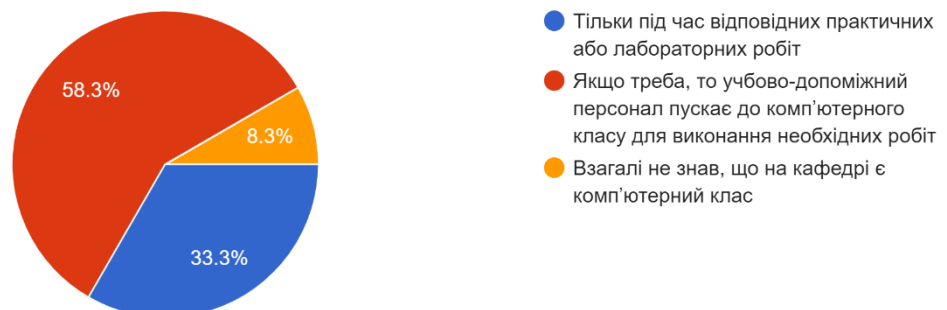 58.3%
8.3%
33.3%
Тільки під час відповідних практичних
або лабораторних робіт
Якщо треба, то учбово-допоміжний
персонал пускає до комп’ютерного
класу для виконання необхідних робіт
Взагалі не знав, що на кафедрі є
комп’ютерний клас